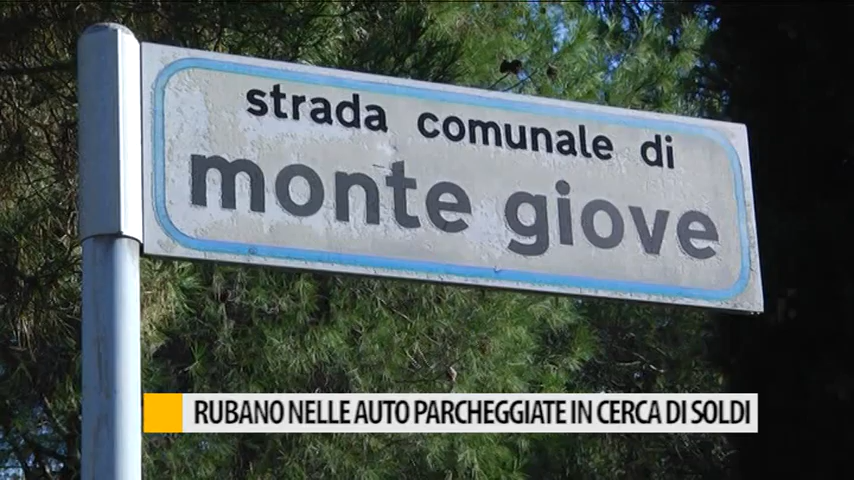 strada comunale di
monte giove
RUBANO NELLE AUTO PARCHEGGIATE IN CERCA DI SOLDI